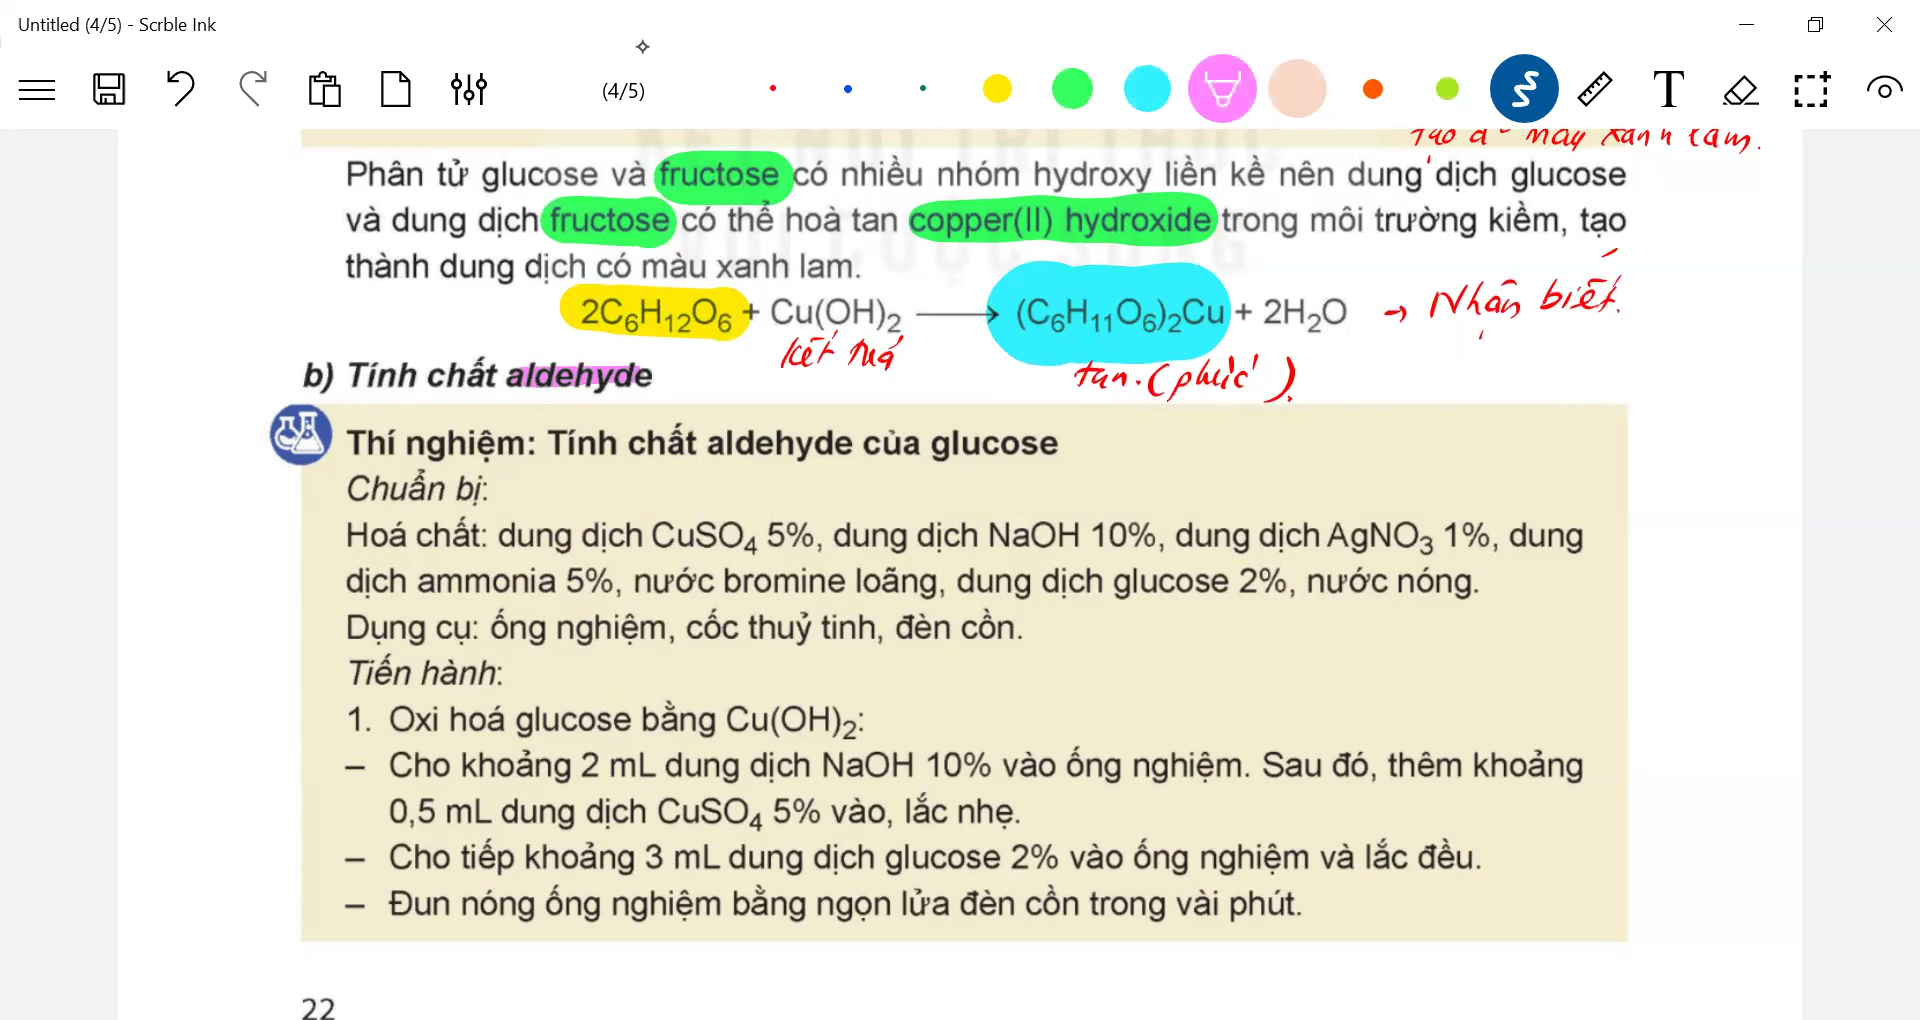 Untitled (4/5) - Scrble Ink
(4/5)
T
tạo d² màu xanh lam.
Phân tử glucose và fructose có nhiều nhóm hydroxy liền kề nên dung dịch glucose
và dung dịch fructose có thể hoà tan copper(II) hydroxide trong môi trường kiềm, tạo
thành dung dịch có màu xanh lam.
2C₆H₁₂O₆ + Cu(OH)₂ ⟶ (C₆H₁₁O₆)₂Cu + 2H₂O → Nhận biết.
kết tủa tan. (phức)
b) Tính chất aldehyde
Thí nghiệm: Tính chất aldehyde của glucose
Chuẩn bị:
Hoá chất: dung dịch CuSO₄ 5%, dung dịch NaOH 10%, dung dịch AgNO₃ 1%, dung
dịch ammonia 5%, nước bromine loãng, dung dịch glucose 2%, nước nóng.
Dụng cụ: ống nghiệm, cốc thuỷ tinh, đèn cồn.
Tiến hành:
1. Oxi hoá glucose bằng Cu(OH)₂:
– Cho khoảng 2 mL dung dịch NaOH 10% vào ống nghiệm. Sau đó, thêm khoảng
0,5 mL dung dịch CuSO₄ 5% vào, lắc nhẹ.
– Cho tiếp khoảng 3 mL dung dịch glucose 2% vào ống nghiệm và lắc đều.
– Đun nóng ống nghiệm bằng ngọn lửa đèn cồn trong vài phút.
22